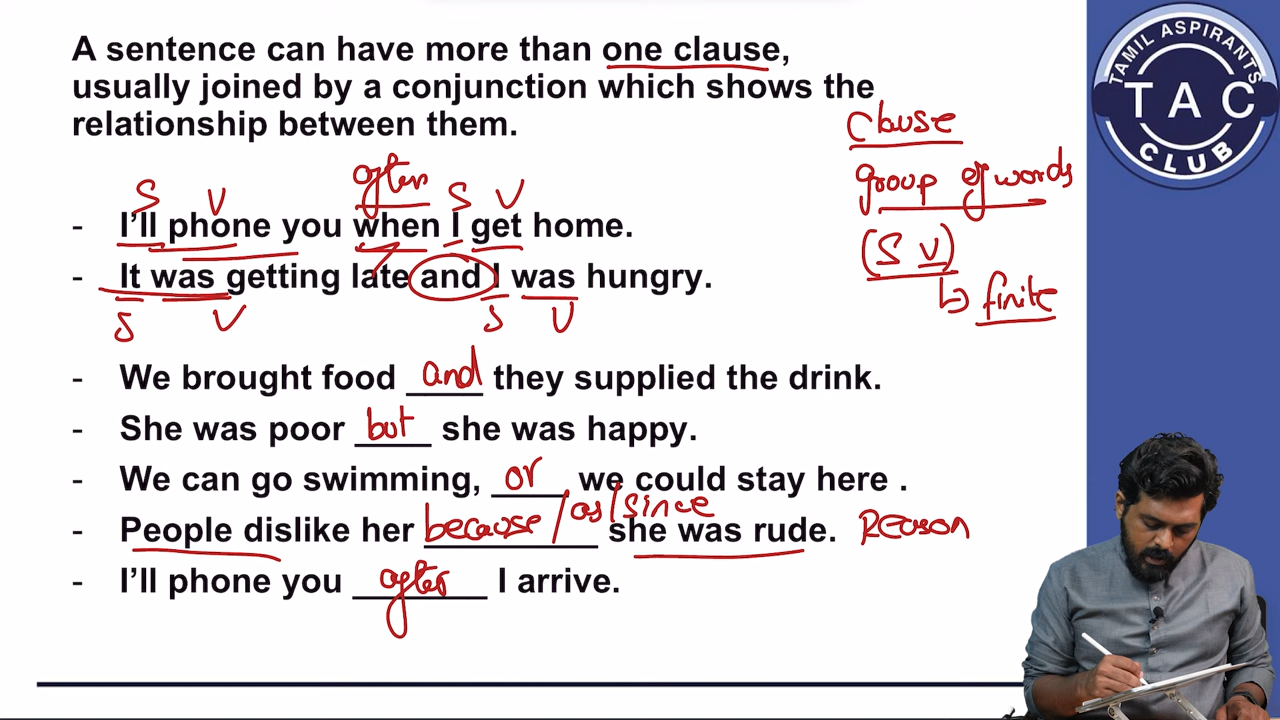 A sentence can have more than one clause,
usually joined by a conjunction which shows the
relationship between them.
clause
group of words
(S V)
↳ finite
after
S V S V
- I'll phone you when I get home.
- It was getting late and I was hungry.
S V S V
- We brought food and they supplied the drink.
- She was poor but she was happy.
- We can go swimming, or we could stay here .
- People dislike her because / as / since she was rude. Reason
- I'll phone you after I arrive.
TAMIL ASPIRANTS
TAC
CLUB